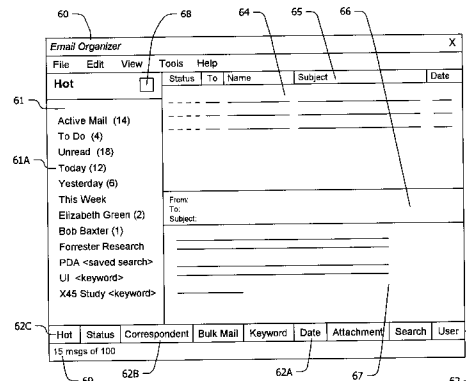 60
68
64
65
66
Email Organizer X
File Edit View Tools Help
Hot
Status To Name Subject Date
61
Active Mail (14)
To Do (4)
Unread (18)
61A
Today (12)
Yesterday (6)
This Week
Elizabeth Green (2)
Bob Baxter (1)
Forrester Research
PDA <saved search>
UI <keyword>
X45 Study <keyword>
From:
To:
Subject:
62C
Hot Status Correspondent Bulk Mail Keyword Date Attachment Search User
15 msgs of 100
69
62B
62A
67